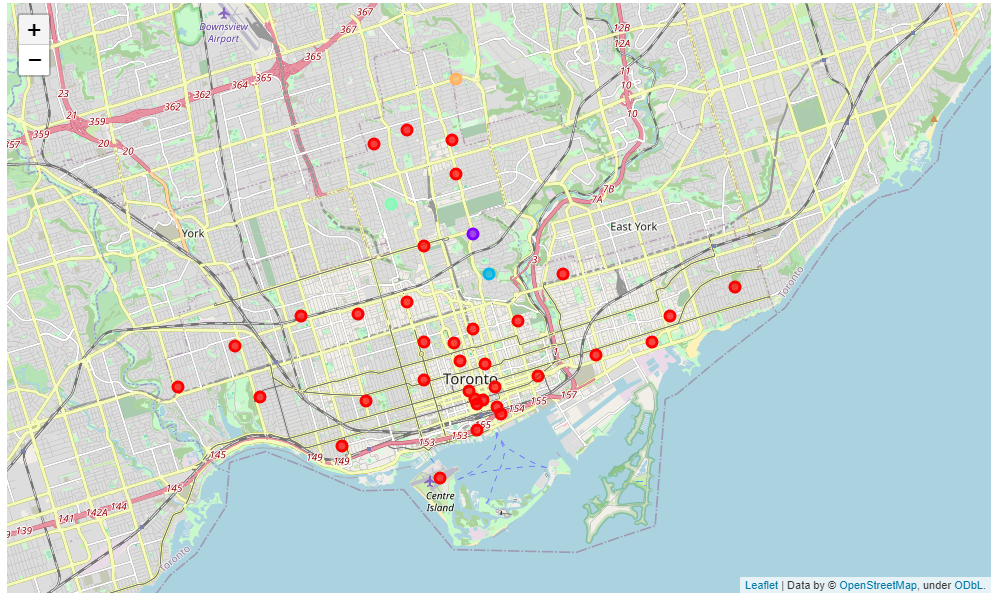 367
367
Downsview
Airport
+
−
12B
12A
365
365
364
11
10
23
362
362
21
359
359
20
20
10
357
7B
7A
York
East York
3
Toronto
1
Toronto
157
155
154
155
153
153
149
149
145
145
144
142A
141
139
Centre
Island
Toronto
Leaflet | Data by © OpenStreetMap, under ODbL.